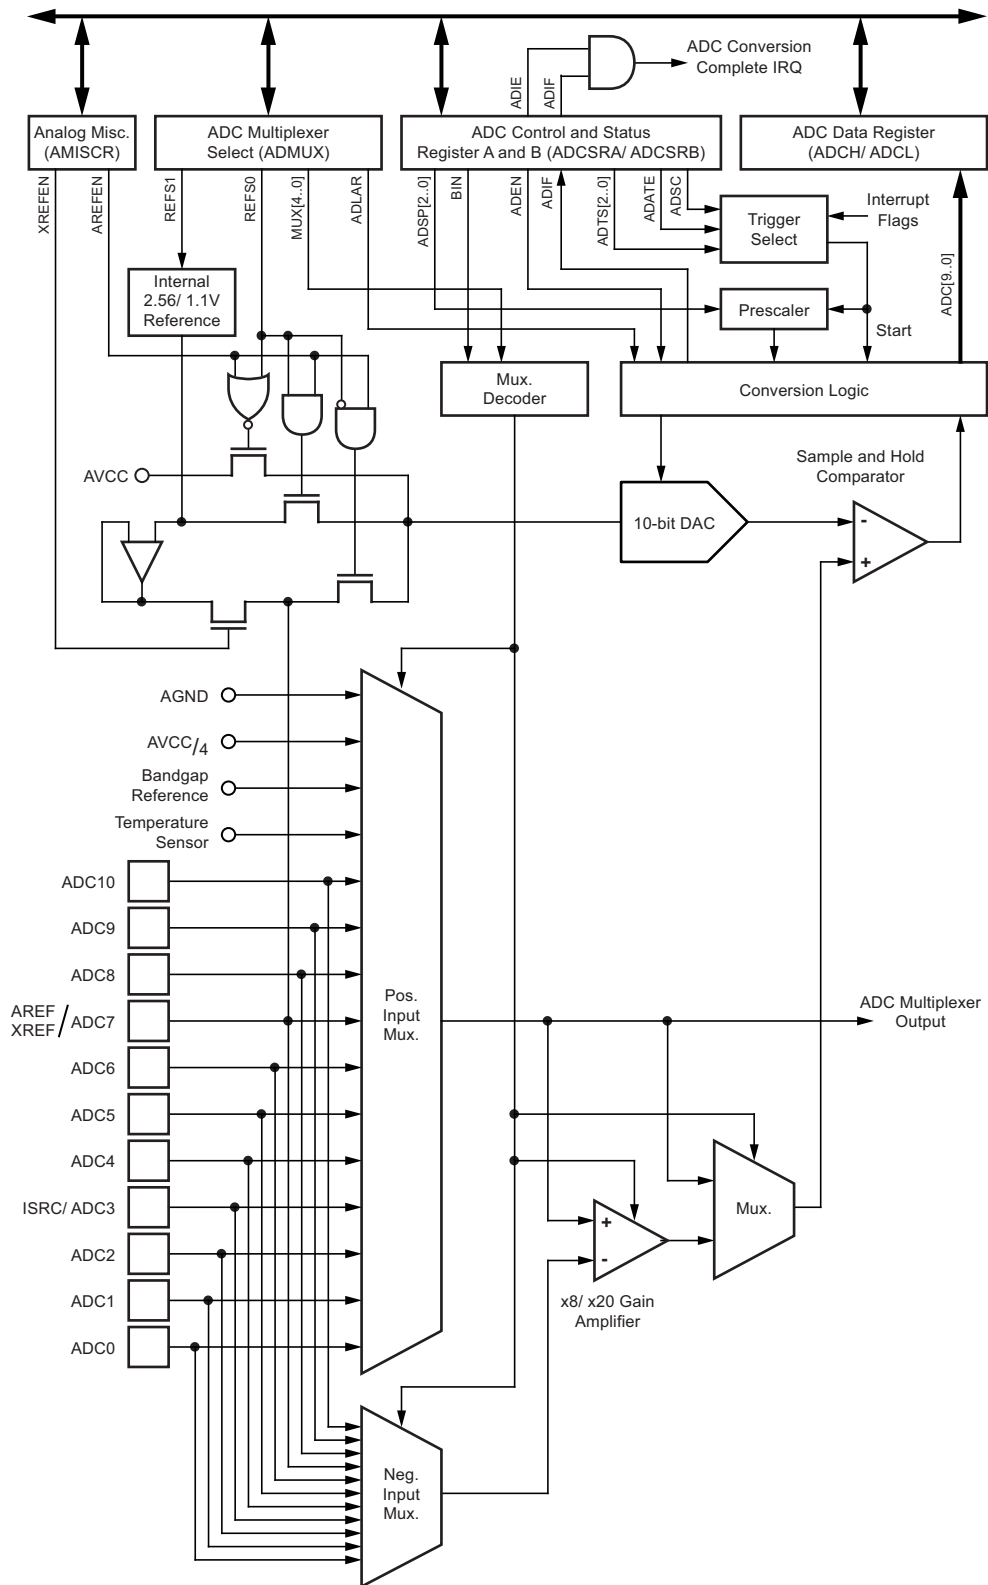 ADC Conversion
Complete IRQ
ADIE
ADIF
Analog Misc.
(AMISCR)
ADC Multiplexer
Select (ADMUX)
ADC Control and Status
Register A and B (ADCSRA/ ADCSRB)
ADC Data Register
(ADCH/ ADCL)
XREFEN
AREFEN
REFS1
REFS0
MUX[4..0]
ADLAR
ADSP[2..0]
BIN
ADEN
ADIF
ADTS[2..0]
ADATE
ADSC
Trigger
Select
Interrupt
Flags
ADC[9..0]
Internal
2.56/ 1.1V
Reference
Prescaler
Start
Mux.
Decoder
Conversion Logic
AVCC
Sample and Hold
Comparator
10-bit DAC
-
+
AGND
AVCC/4
Bandgap
Reference
Temperature
Sensor
ADC10
ADC9
ADC8
AREF
XREF / ADC7
ADC6
ADC5
ADC4
ISRC/ ADC3
ADC2
ADC1
ADC0
Pos.
Input
Mux.
ADC Multiplexer
Output
Mux.
+
-
x8/ x20 Gain
Amplifier
Neg.
Input
Mux.